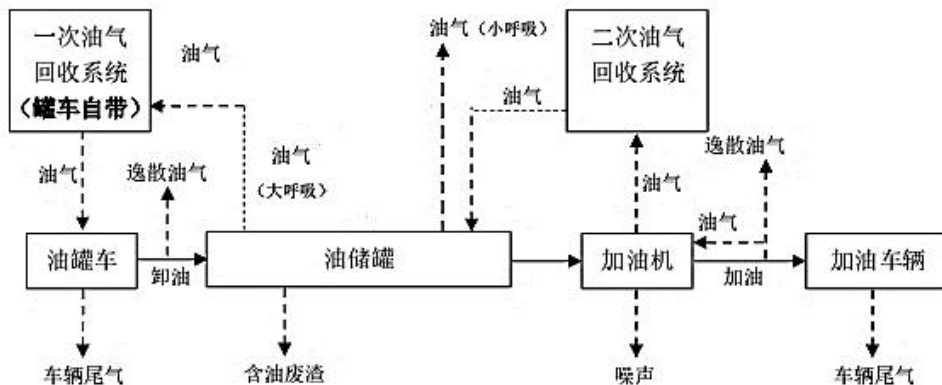 一次油气
回收系统
（罐车自带）
油气
油气（小呼吸）
二次油气
回收系统
油气
油气
逸散油气
油气
（大呼吸）
油气
逸散油气
油气
油罐车
卸油
油储罐
加油机
加油
加油车辆
车辆尾气
含油废渣
噪声
车辆尾气